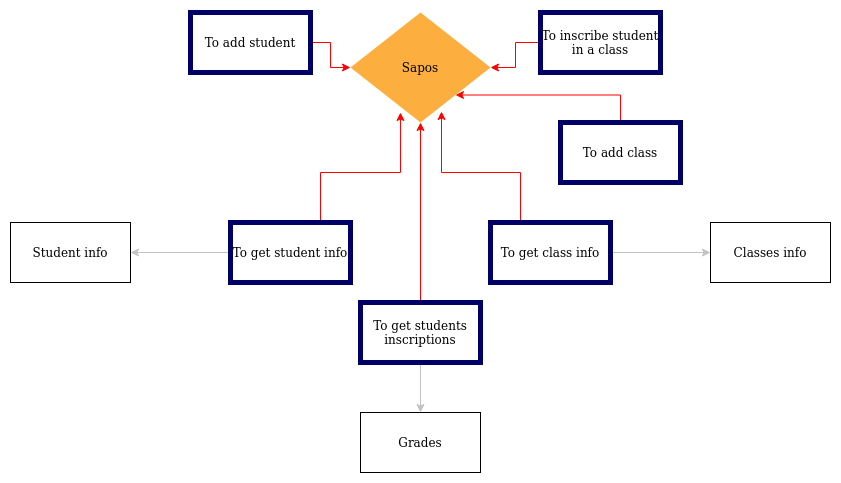 To add student
Sapos
To inscribe student
in a class
To add class
Student info
To get student info
To get class info
Classes info
To get students
inscriptions
Grades